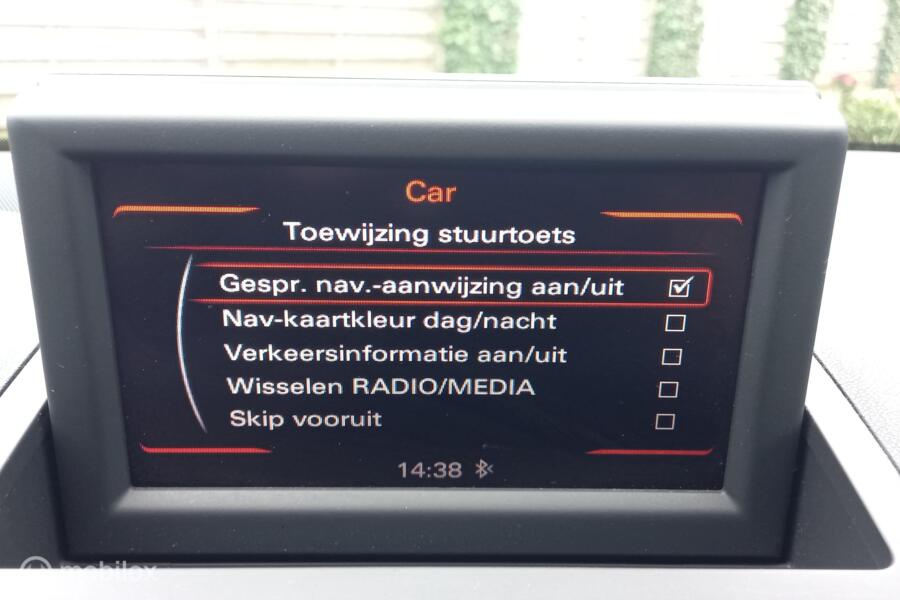 Car
Toewijzing stuurtoets
Gespr. nav.-aanwijzing aan/uit
Nav-kaartkleur dag/nacht
Verkeersinformatie aan/uit
Wisselen RADIO/MEDIA
Skip vooruit
14:38
mobilox